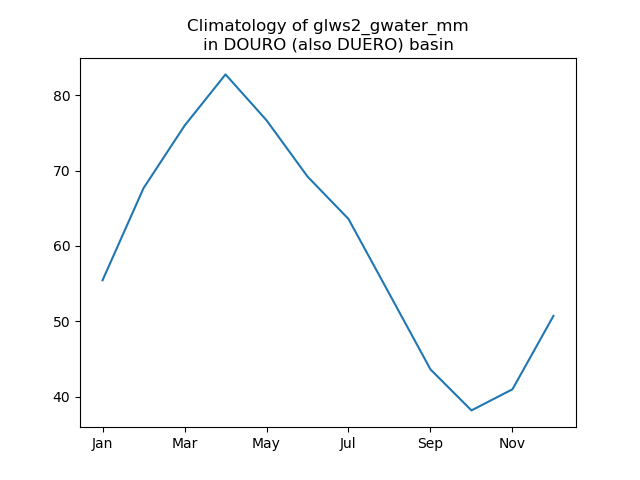 Climatology of glws2_gwater_mm
in DOURO (also DUERO) basin
80
70
60
50
40
Jan Mar May Jul Sep Nov